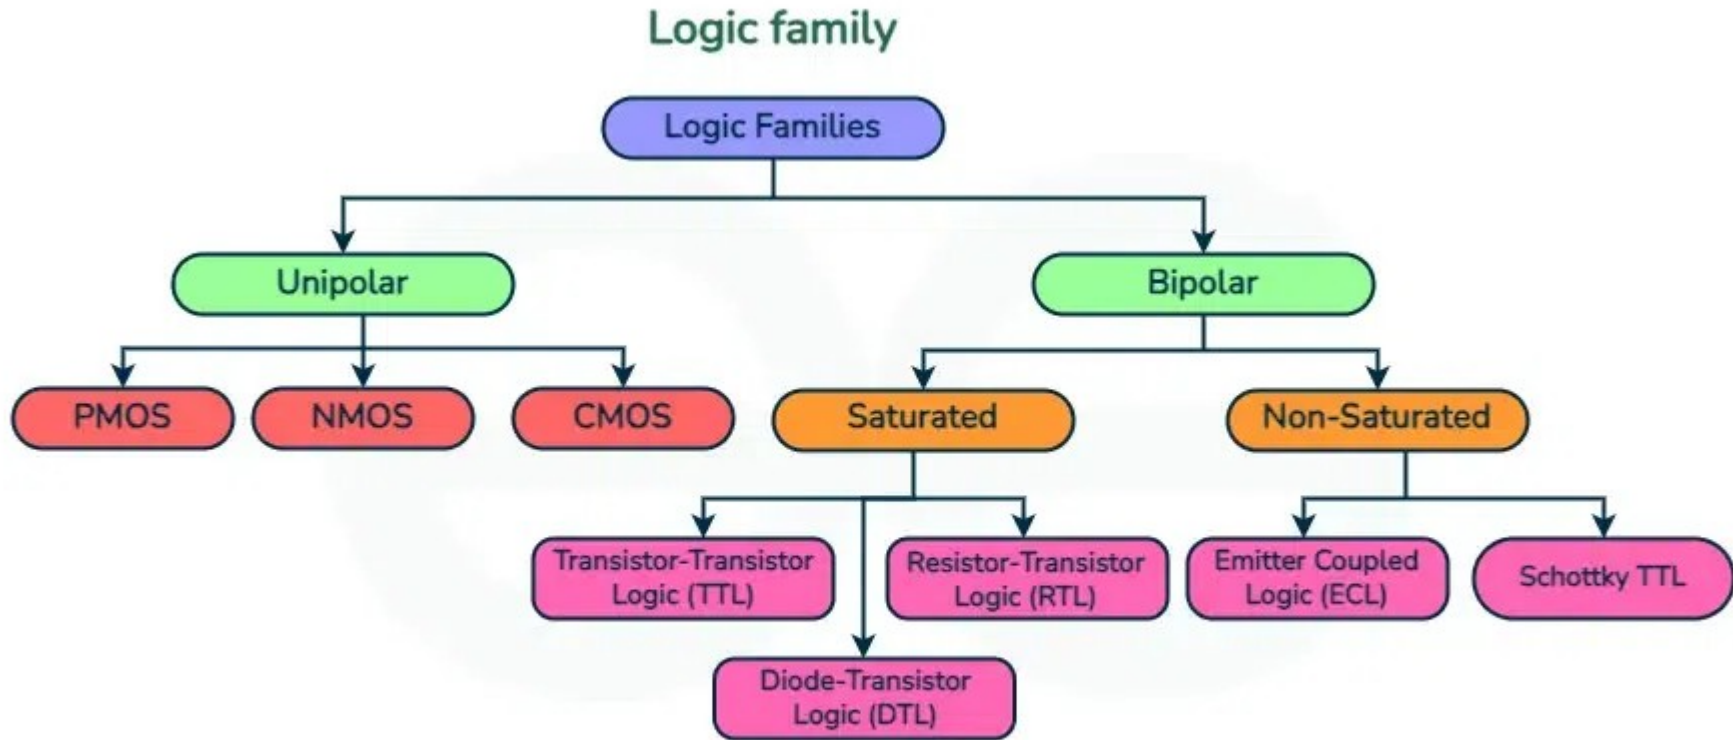 Logic family
Logic Families
Unipolar
Bipolar
PMOS
NMOS
CMOS
Saturated
Non-Saturated
Transistor-Transistor
Logic (TTL)
Resistor-Transistor
Logic (RTL)
Emitter Coupled
Logic (ECL)
Schottky TTL
Diode-Transistor
Logic (DTL)